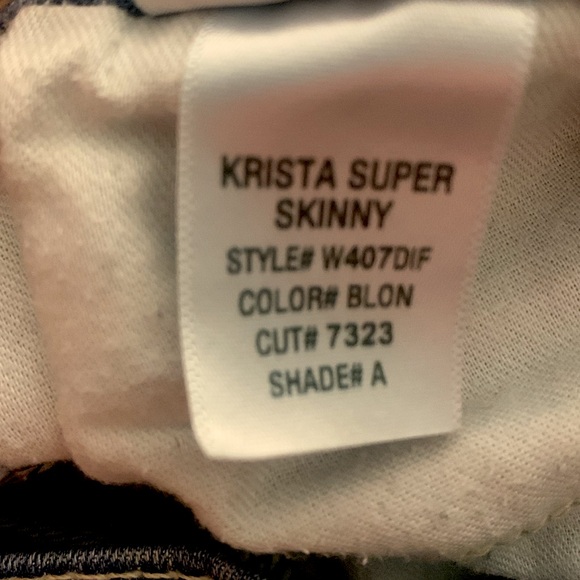 KRISTA SUPER
SKINNY
STYLE# W407DIF
COLOR# BLON
CUT# 7323
SHADE# A